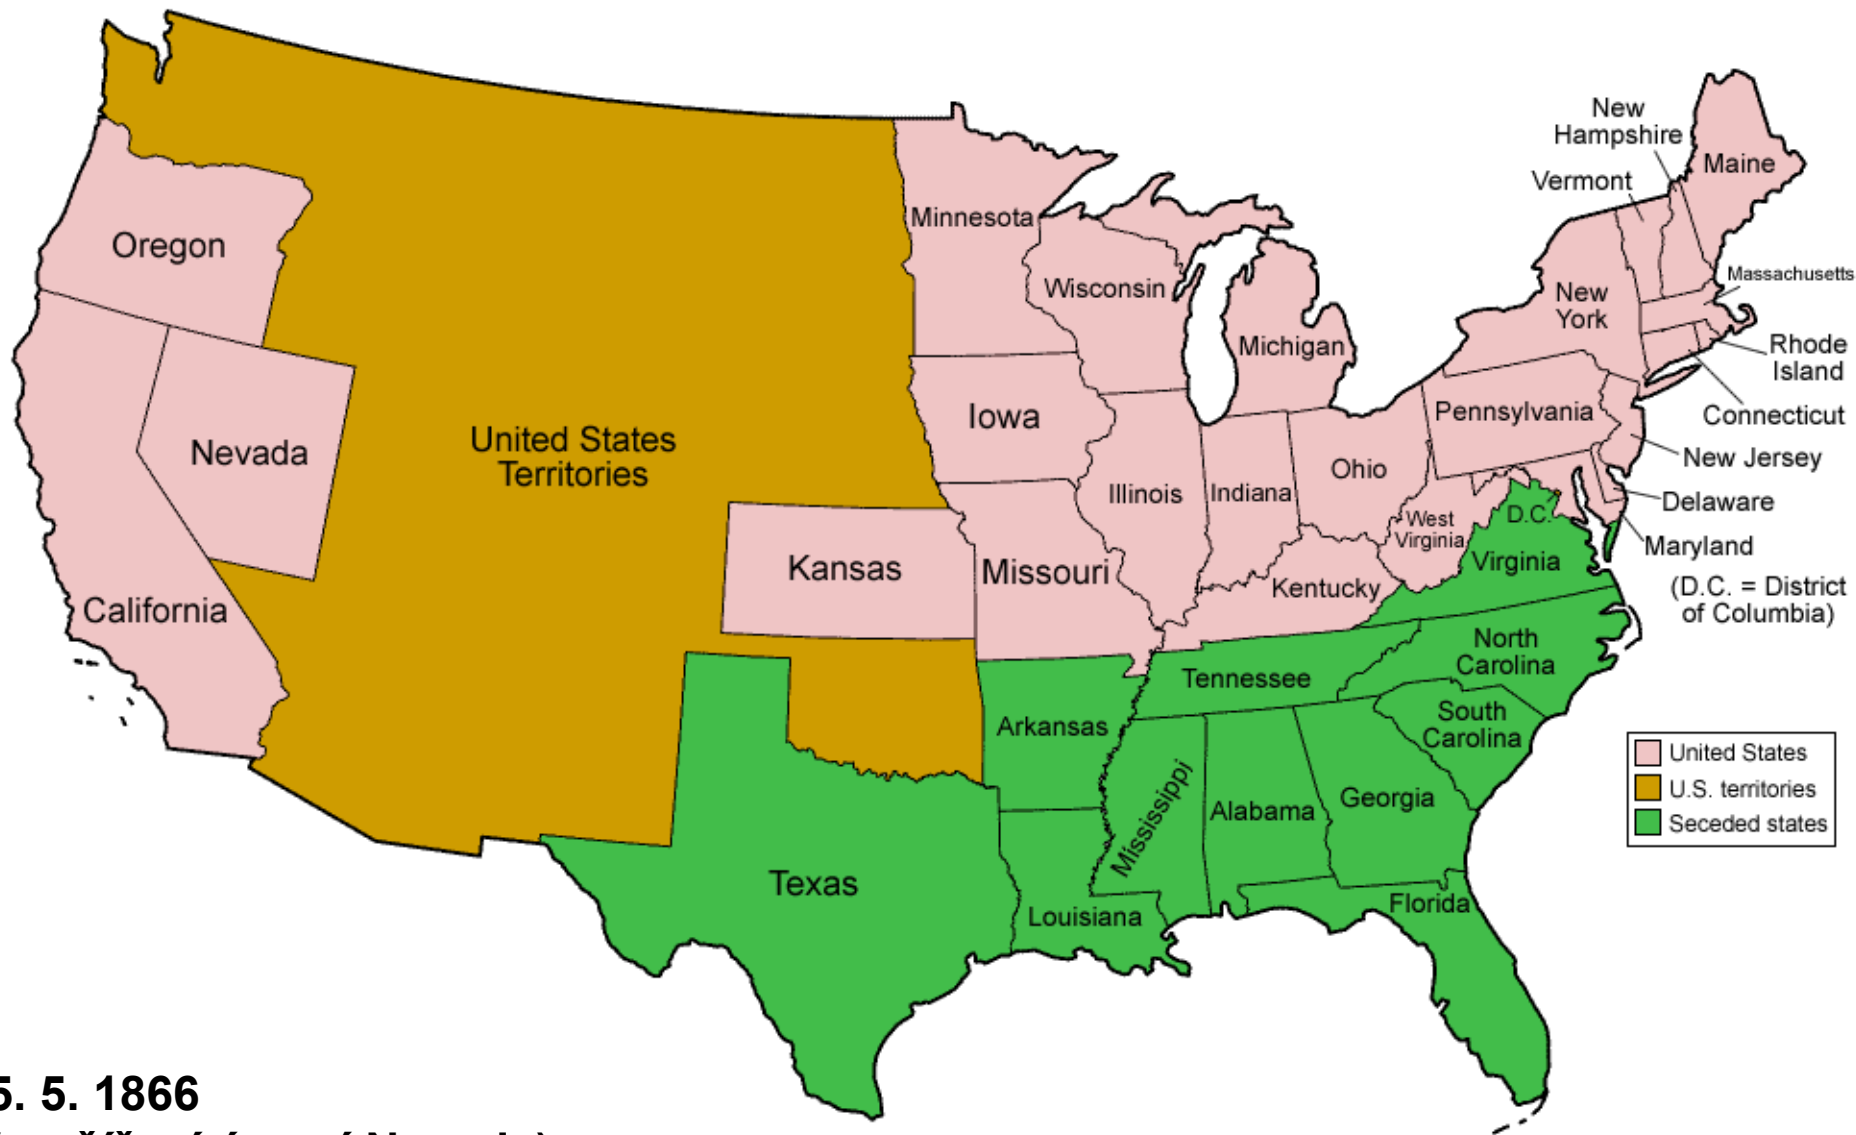 New
Hampshire
Maine
Vermont
Minnesota
Oregon
Massachusetts
Wisconsin
New
York
Michigan
Rhode
Island
Iowa
Pennsylvania
Connecticut
Nevada
United States
Territories
New Jersey
Ohio
Illinois
Indiana
Delaware
D.C.
West
Virginia
Maryland
Virginia
Kansas
Missouri
Kentucky
(D.C. = District
of Columbia)
California
North
Carolina
Tennessee
South
Carolina
Arkansas
United States
U.S. territories
Seceded states
Mississippi
Alabama
Georgia
Texas
Florida
Louisiana
5. 5. 1866